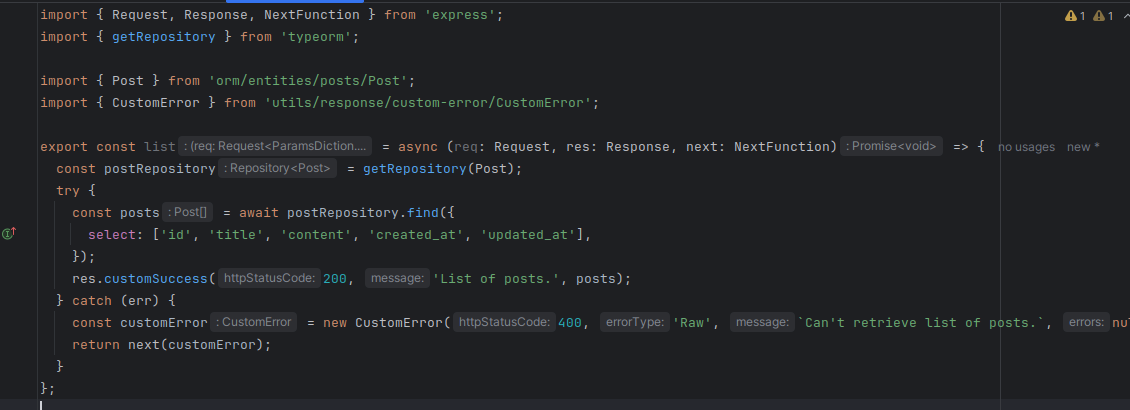 import { Request, Response, NextFunction } from 'express';
import { getRepository } from 'typeorm';
import { Post } from 'orm/entities/posts/Post';
import { CustomError } from 'utils/response/custom-error/CustomError';
export const list : (req: Request<ParamsDiction.... = async (req: Request, res: Response, next: NextFunction) : Promise<void> => { no usages new *
const postRepository : Repository<Post> = getRepository(Post);
try {
const posts : Post[] = await postRepository.find({
select: ['id', 'title', 'content', 'created_at', 'updated_at'],
});
res.customSuccess( httpStatusCode: 200, message: 'List of posts.', posts);
} catch (err) {
const customError : CustomError = new CustomError( httpStatusCode: 400, errorType: 'Raw', message: `Can't retrieve list of posts.`, errors: nu
return next(customError);
}
};
1 1